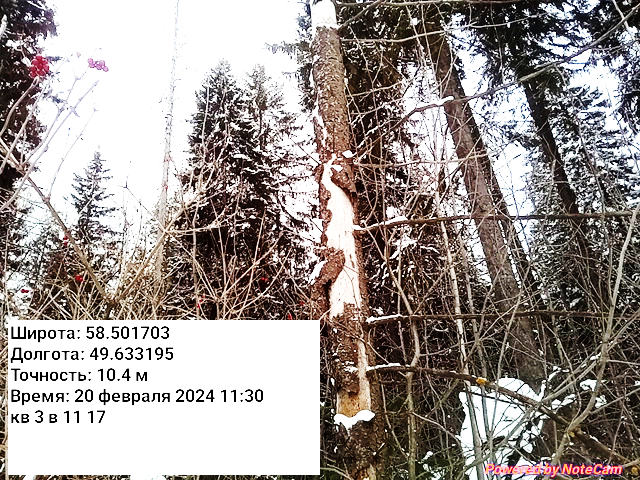 Широта: 58.501703
Долгота: 49.633195
Точность: 10.4 м
Время: 20 февраля 2024 11:30
кв 3 в 11 17
Powered by NoteCam